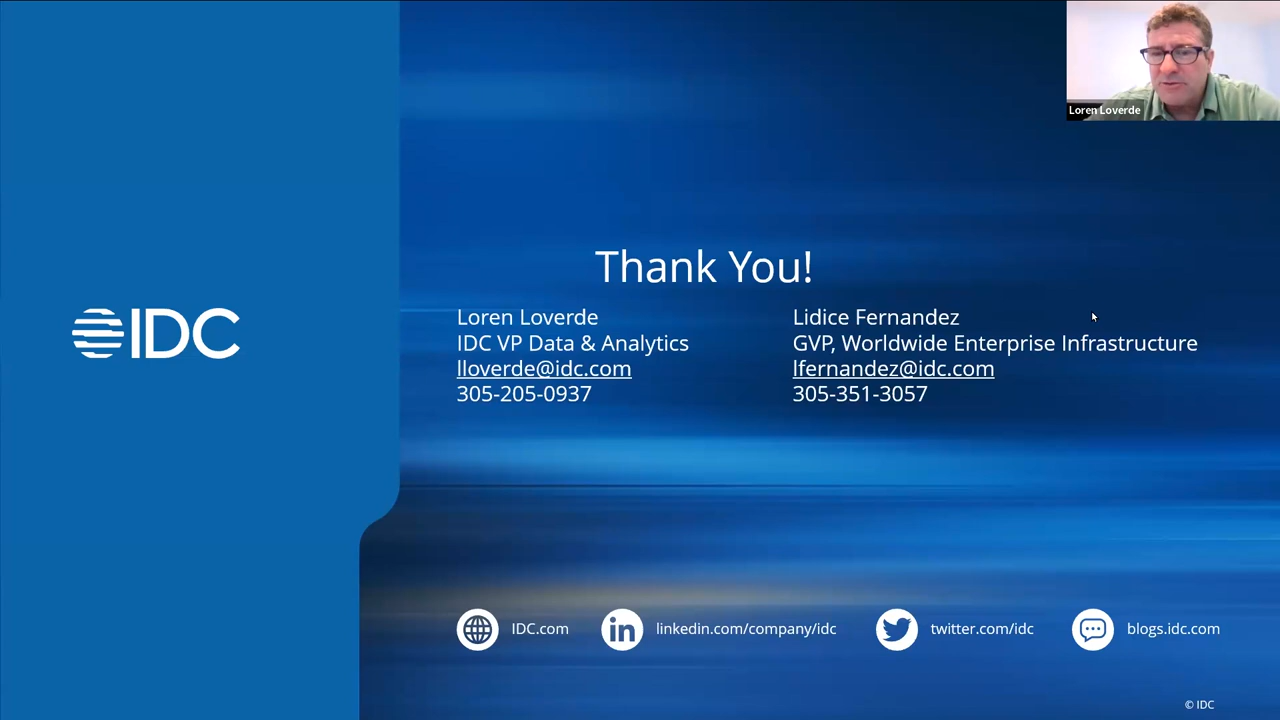 Loren Loverde
IDC
Thank You!
Loren Loverde
IDC VP Data & Analytics
lloverde@idc.com
305-205-0937
Lidice Fernandez
GVP, Worldwide Enterprise Infrastructure
lfernandez@idc.com
305-351-3057
IDC.com
in
linkedin.com/company/idc
twitter.com/idc
blogs.idc.com
© IDC